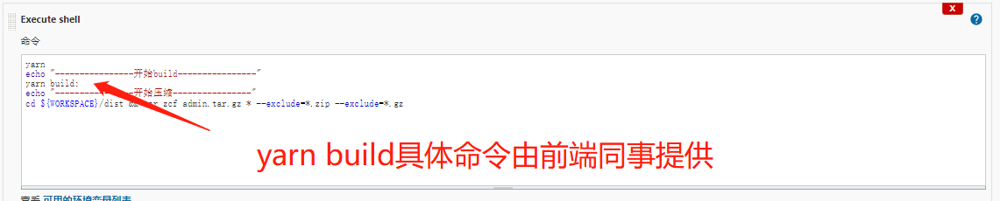 Execute shell
X
?
命令
yarn
echo "----------------开始build----------------"
yarn build:
echo "----------------开始压缩----------------"
cd ${WORKSPACE}/dist && tar zcf admin.tar.gz * --exclude=*.zip --exclude=*.gz
yarn build具体命令由前端同事提供
查看 可用的环境变量列表